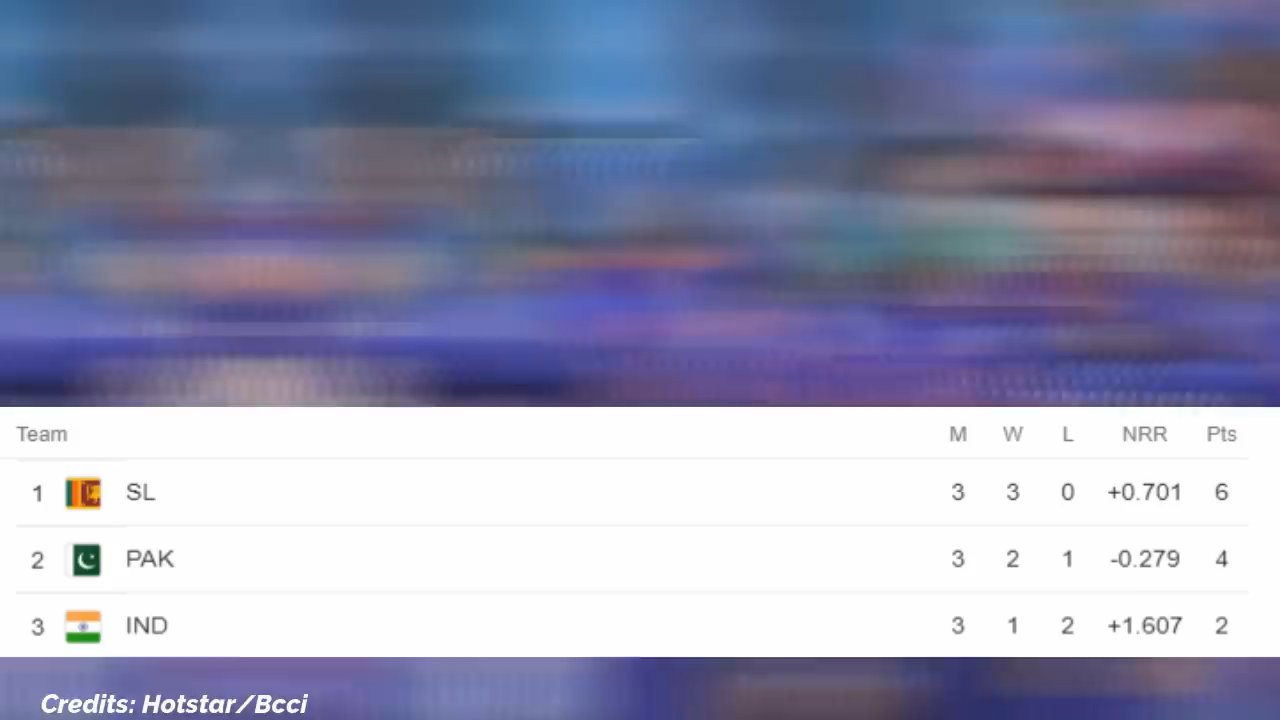 Team M W L NRR Pts
1 SL 3 3 0 +0.701 6
2 PAK 3 2 1 -0.279 4
3 IND 3 1 2 +1.607 2
Credits: Hotstar/Bcci